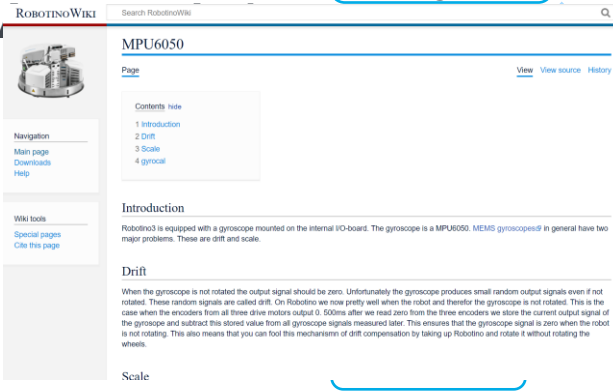 ROBOTINOWIKI
Search RobotinoWiki
MPU6050
Page
View View source History
Contents hide
1 Introduction
2 Drift
3 Scale
4 gyrocal
Navigation
Main page
Downloads
Help
Wiki tools
Special pages
Cite this page
Introduction
Robotino3 is equipped with a gyroscope mounted on the internal I/O-board. The gyroscope is a MPU6050. MEMS gyroscopes in general have two
major problems. These are drift and scale.
Drift
When the gyroscope is not rotated the output signal should be zero. Unfortunately the gyroscope produces small random output signals even if not
rotated. These random signals are called drift. On Robotino we now pretty well when the robot and therefor the gyroscope is not rotated. This is the
case when the encoders from all three drive motors output 0. 500ms after we read zero from the three encoders we store the current output signal of
the gyrosope and subtract this stored value from all gyroscope signals measured later. This ensures that the gyroscope signal is zero when the robot
is not rotating. This also means that you can fool this mechanismn of drift compensation by taking up Robotino and rotate it without rotating the
wheels.
Scale